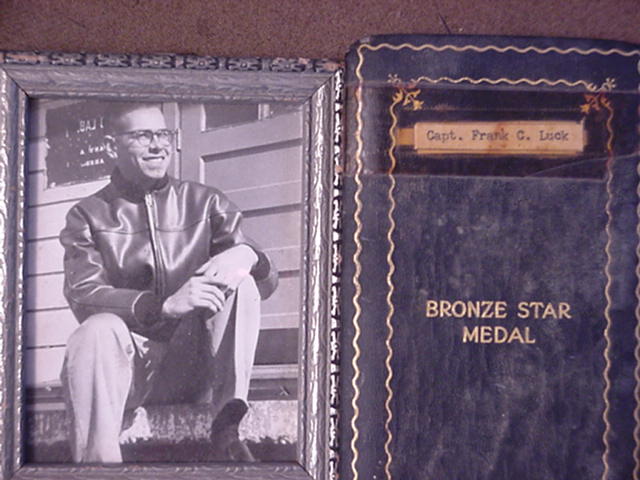 Capt. Frank C. Luck
BRONZE STAR
MEDAL